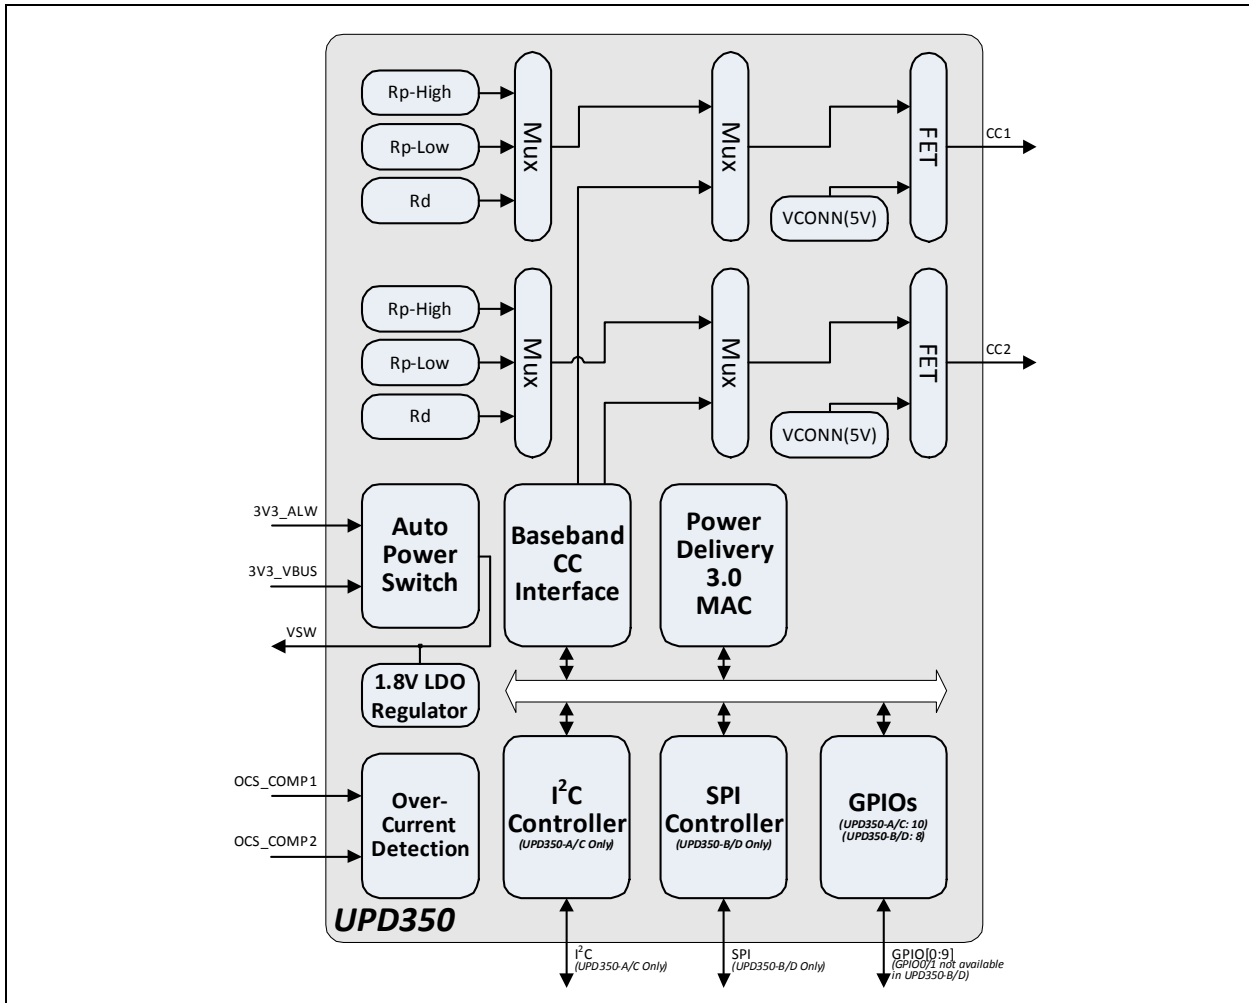 Rp-High
Rp-Low
Rd
Mux
Mux
VCONN(5V)
FET
CC1
Rp-High
Rp-Low
Rd
Mux
Mux
VCONN(5V)
FET
CC2
3V3_ALW
3V3_VBUS
VSW
Auto
Power
Switch
Baseband
CC
Interface
Power
Delivery
3.0
MAC
1.8V LDO
Regulator
OCS_COMP1
OCS_COMP2
Over-
Current
Detection
I²C
Controller
(UPD350-A/C Only)
SPI
Controller
(UPD350-B/D Only)
GPIOs
(UPD350-A/C: 10)
(UPD350-B/D: 8)
UPD350
I²C
(UPD350-A/C Only)
SPI
(UPD350-B/D Only)
GPIO[0:9]
(GPIO0/1 not available
in UPD350-B/D)